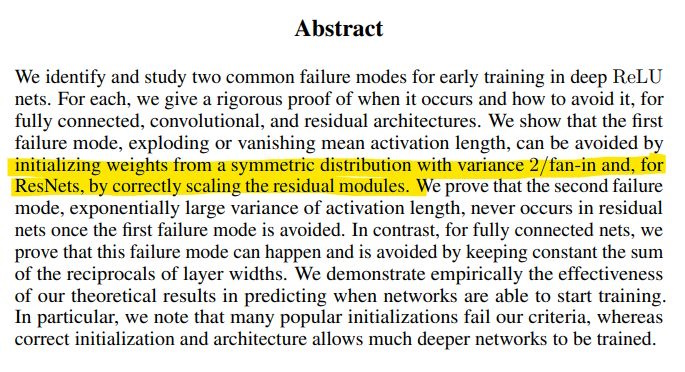 Abstract
We identify and study two common failure modes for early training in deep ReLU
nets. For each, we give a rigorous proof of when it occurs and how to avoid it, for
fully connected, convolutional, and residual architectures. We show that the first
failure mode, exploding or vanishing mean activation length, can be avoided by
initializing weights from a symmetric distribution with variance 2/fan-in and, for
ResNets, by correctly scaling the residual modules. We prove that the second failure
mode, exponentially large variance of activation length, never occurs in residual
nets once the first failure mode is avoided. In contrast, for fully connected nets, we
prove that this failure mode can happen and is avoided by keeping constant the sum
of the reciprocals of layer widths. We demonstrate empirically the effectiveness
of our theoretical results in predicting when networks are able to start training.
In particular, we note that many popular initializations fail our criteria, whereas
correct initialization and architecture allows much deeper networks to be trained.